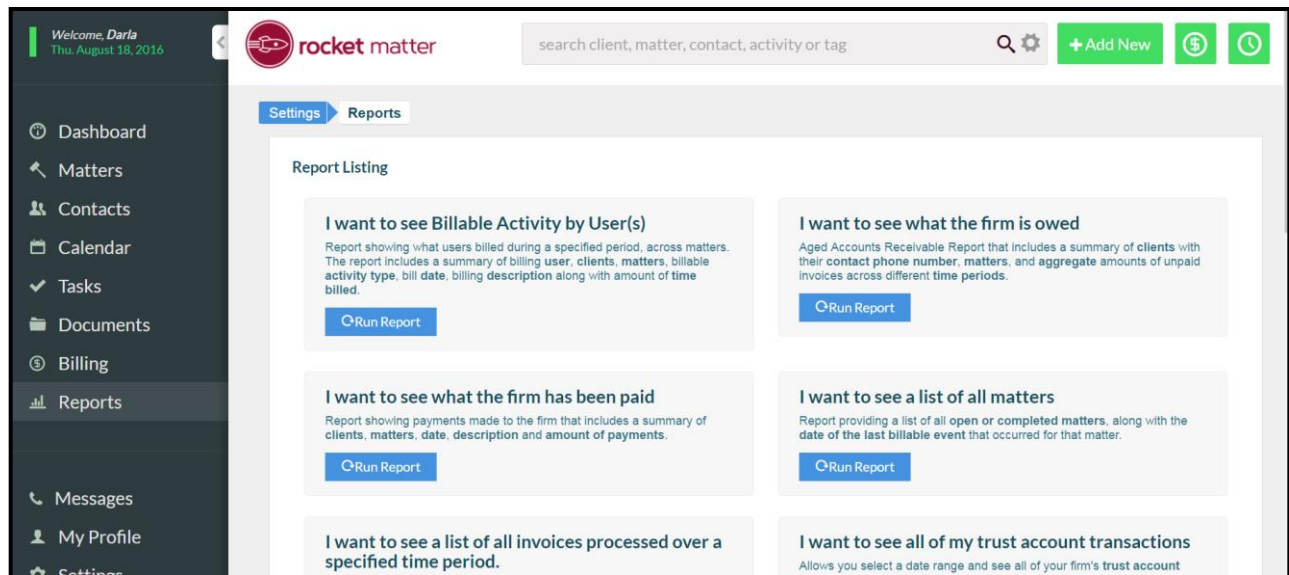 Welcome, Darla
Thu. August 18, 2016
rocket matter
search client, matter, contact, activity or tag
+Add New
Dashboard
Matters
Contacts
Calendar
Tasks
Documents
Billing
Reports
Messages
My Profile
Settings
Settings
Reports
Report Listing
I want to see Billable Activity by User(s)
Report showing what users billed during a specified period, across matters.
The report includes a summary of billing user, clients, matters, billable
activity type, bill date, billing description along with amount of time
billed.
Run Report
I want to see what the firm is owed
Aged Accounts Receivable Report that includes a summary of clients with
their contact phone number, matters, and aggregate amounts of unpaid
invoices across different time periods.
Run Report
I want to see what the firm has been paid
Report showing payments made to the firm that includes a summary of
clients, matters, date, description and amount of payments.
Run Report
I want to see a list of all matters
Report providing a list of all open or completed matters, along with the
date of the last billable event that occurred for that matter.
Run Report
I want to see a list of all invoices processed over a
specified time period.
I want to see all of my trust account transactions
Allows you select a date range and see all of your firm's trust account